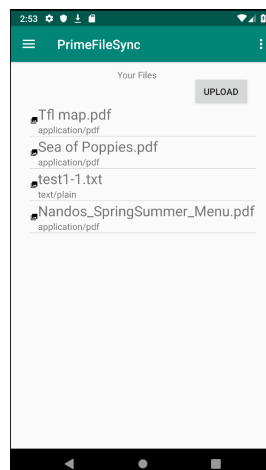 2:53
PrimeFileSync
Your Files
UPLOAD
Tfl map.pdf
application/pdf
Sea of Poppies.pdf
application/pdf
test1-1.txt
text/plain
Nandos_SpringSummer_Menu.pdf
application/pdf